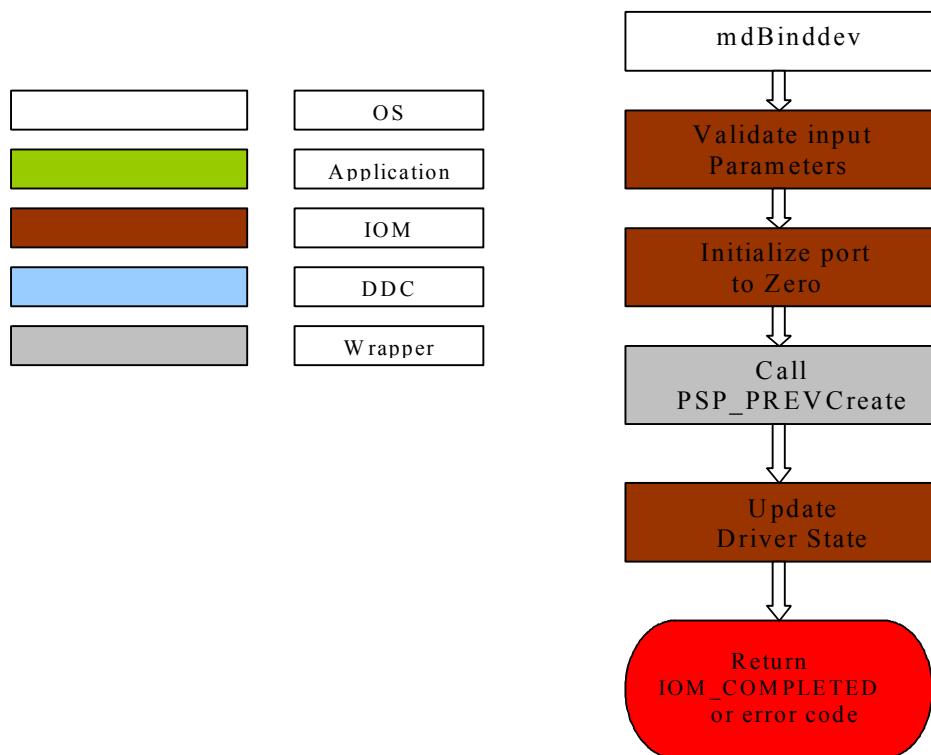 OS
Application
IOM
DDC
Wrapper
mdBinddev
Validate input
Parameters
Initialize port
to Zero
Call
PSP_PREVCreate
Update
Driver State
Return
IOM_COMPLETED
or error code